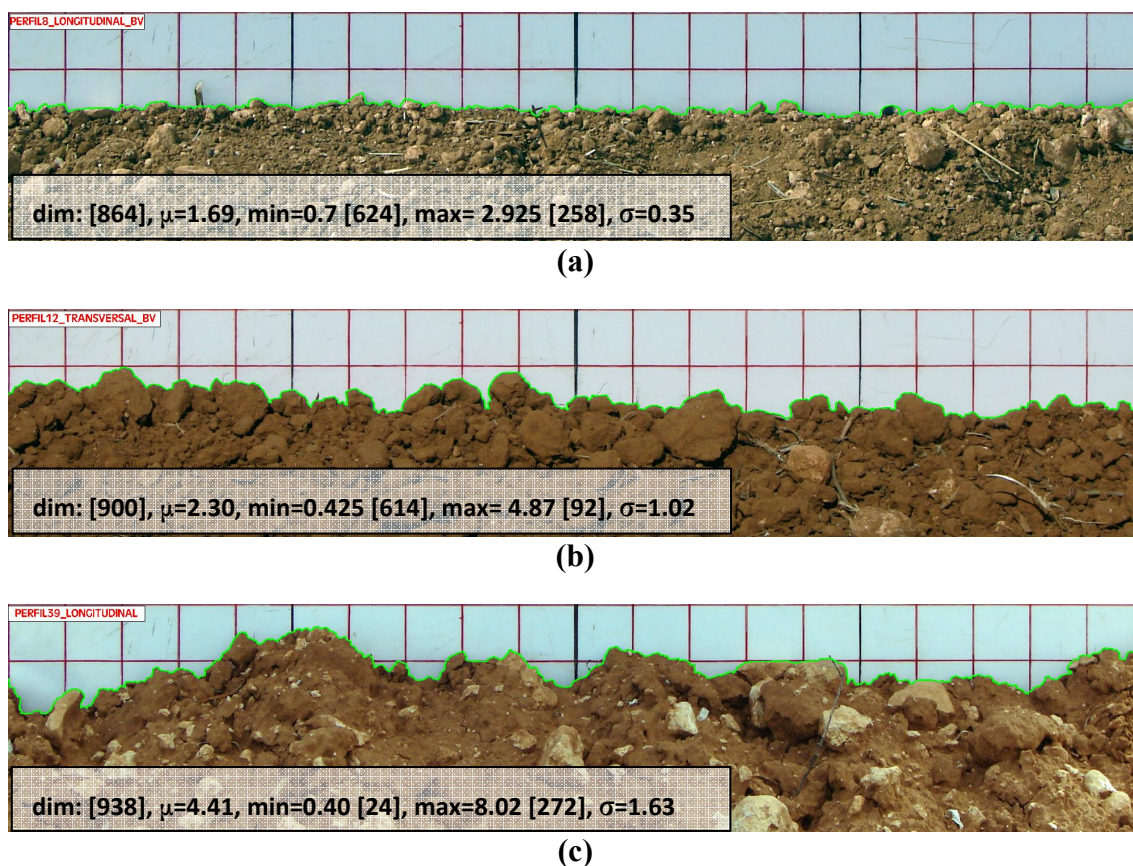 PERFIL8_LONGITUDINAL_BV
dim: [864], μ=1.69, min=0.7 [624], max= 2.925 [258], σ=0.35
(a)
PERFIL12_TRANSVERSAL_BV
dim: [900], μ=2.30, min=0.425 [614], max= 4.87 [92], σ=1.02
(b)
PERFIL39_LONGITUDINAL
dim: [938], μ=4.41, min=0.40 [24], max=8.02 [272], σ=1.63
(c)